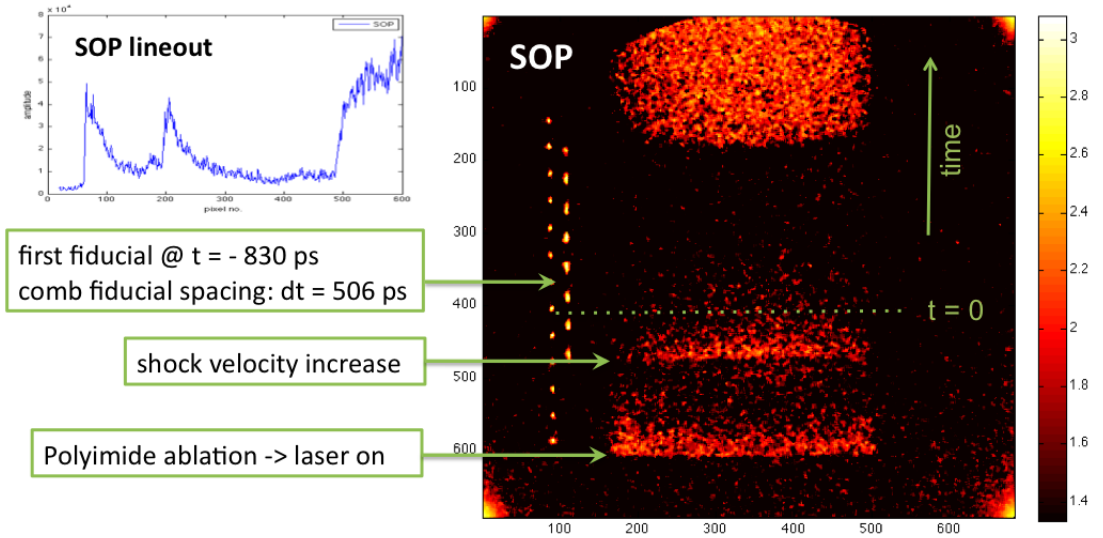 8 x 10⁴
SOP
SOP lineout
amplitude
7
6
5
4
3
2
1
0
0 100 200 300 400 500 600
pixel no.
first fiducial @ t = - 830 ps
comb fiducial spacing: dt = 506 ps
shock velocity increase
Polyimide ablation -> laser on
SOP
time
t = 0
100
200
300
400
500
600
100 200 300 400 500 600
3
2.8
2.6
2.4
2.2
2
1.8
1.6
1.4